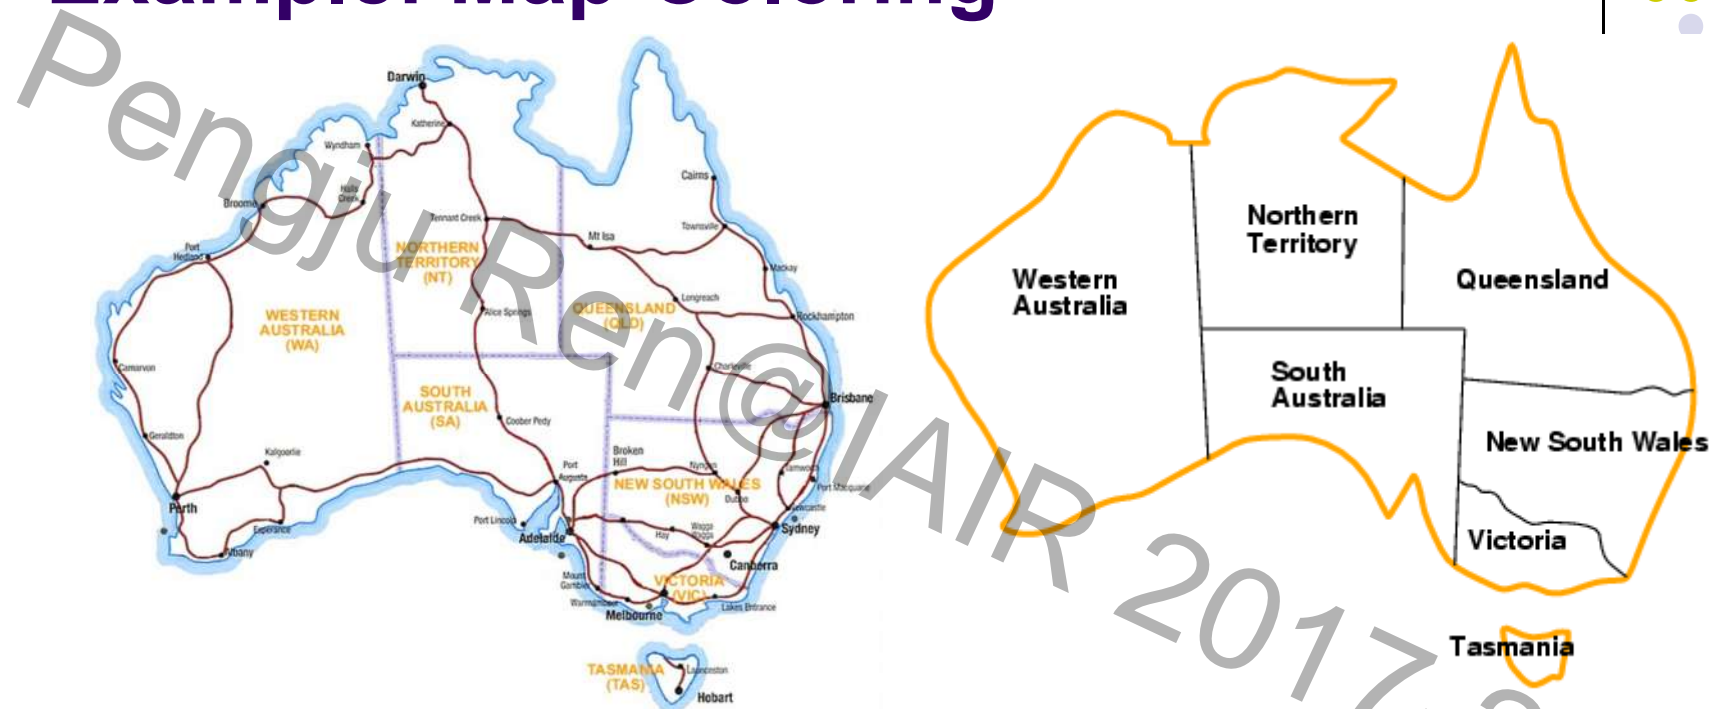 Example: Map Coloring
Darwin
Katherine
Wyndham
Halls
Creek
Broome
Port
Hedland
Tennant Creek
Mt Isa
Cairns
Townsville
Mackay
NORTHERN
TERRITORY
(NT)
Longreach
Alice Springs
QUEENSLAND
(QLD)
Rockhampton
WESTERN
AUSTRALIA
(WA)
Carnarvon
Charleville
SOUTH
AUSTRALIA
(SA)
Brisbane
Coober Pedy
Geraldton
Kalgoorlie
Broken
Hill
Port
Augusta
Nyngan
Tamworth
NEW SOUTH WALES
(NSW)
Dubbo
Port Macquarie
Newcastle
Perth
Esperance
Albany
Port Lincoln
Adelaide
Hay
Wagga
Wagga
Sydney
Canberra
Mount
Gambier
VICTORIA
(VIC)
Warrnambool
Melbourne
Lakes Entrance
TASMANIA
(TAS)
Launceston
Hobart
Northern
Territory
Western
Australia
Queensland
South
Australia
New South Wales
Victoria
Tasmania
Pengju Ren@IAIR 2017